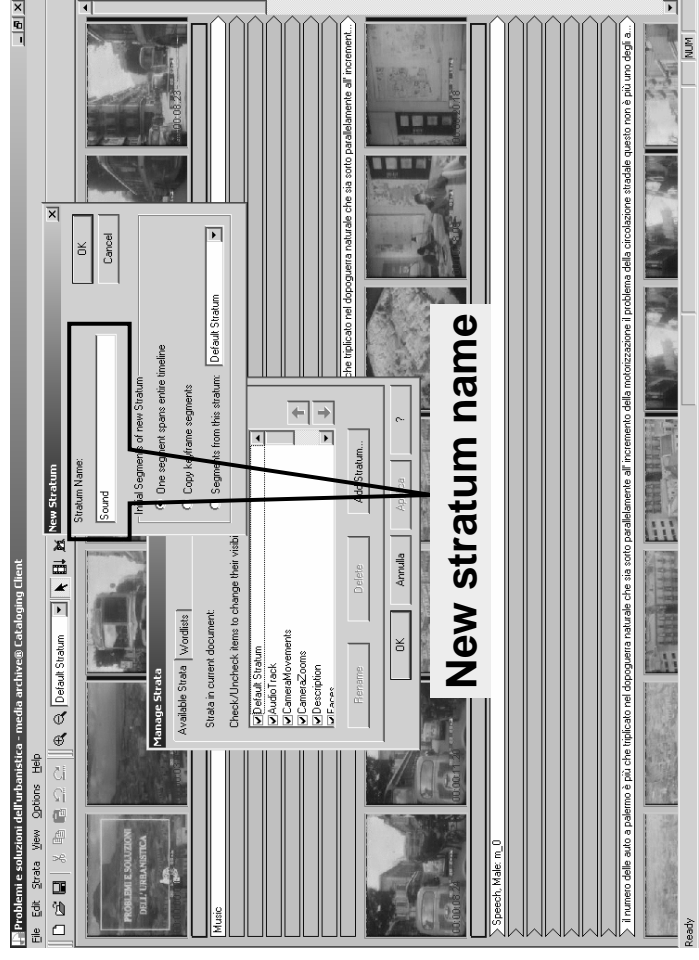 Problemi e soluzioni dell'urbanistica - media archive® Cataloging Client
File Edit Strata View Options Help
Default Stratum
PROBLEMI E SOLUZIONI
DELL' URBANISTICA
00:00:08:23
Music
Manage Strata
Available Strata
Wordlists
Strata in current document:
Check/Uncheck items to change their visibi
Default Stratum
AudioTrack
CameraMovements
CameraZooms
Description
Faces
Rename
Delete
Add Stratum...
OK
Annulla
?
New Stratum
Stratum Name:
Sound
OK
Cancel
Initial Segments of new Stratum
One segment spans entire timeline
Copy keyframe segments
Segments from this stratum:
Default Stratum
che triplicato nel dopoguerra naturale che sia sorto parallelamente all' increment..
New stratum name
Speech, Male: m_0
il numero delle auto a palermo è più che triplicato nel dopoguerra naturale che sia sorto parallelamente all' incremento della motorizzazione il problema della circolazione stradale questo non è più uno degli a..
Ready
NUM